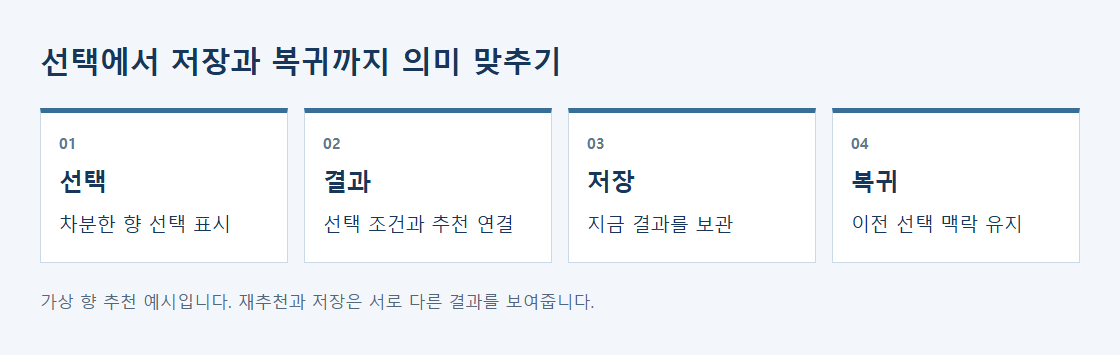 선택에서 저장과 복귀까지 의미 맞추기
01
선택
차분한 향 선택 표시
02
결과
선택 조건과 추천 연결
03
저장
지금 결과를 보관
04
복귀
이전 선택 맥락 유지
가상 향 추천 예시입니다. 재추천과 저장은 서로 다른 결과를 보여줍니다.